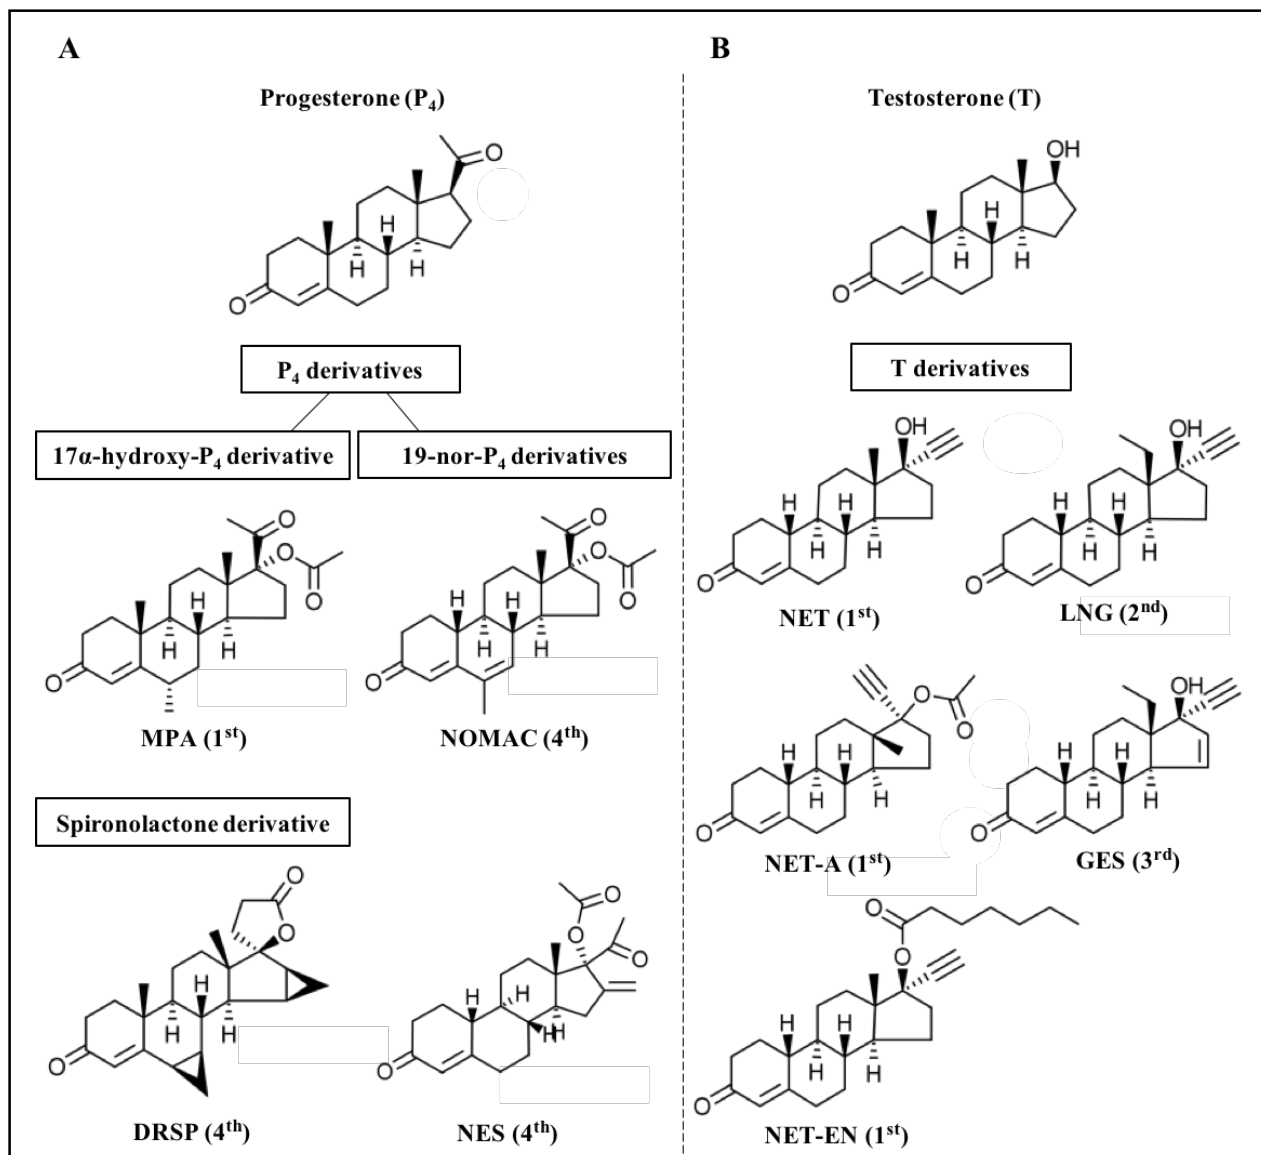 A
B
Progesterone (P₄)
Testosterone (T)
O
H
H
H
O
OH
H
H
H
O
P₄ derivatives
T derivatives
17α-hydroxy-P₄ derivative
19-nor-P₄ derivatives
OH
H
H
H
H
O
NET (1ˢᵗ)
OH
H
H
H
H
O
LNG (2ⁿᵈ)
O
O
O
H
H
H
O
MPA (1ˢᵗ)
O
O
O
H
H
H
H
O
NOMAC (4ᵗʰ)
O
O
H
H
H
H
O
NET-A (1ˢᵗ)
OH
H
H
H
H
O
GES (3ʳᵈ)
Spironolactone derivative
O
O
H
H
H
O
DRSP (4ᵗʰ)
O
O
O
H
H
H
H
O
NES (4ᵗʰ)
O
O
H
H
H
H
O
NET-EN (1ˢᵗ)